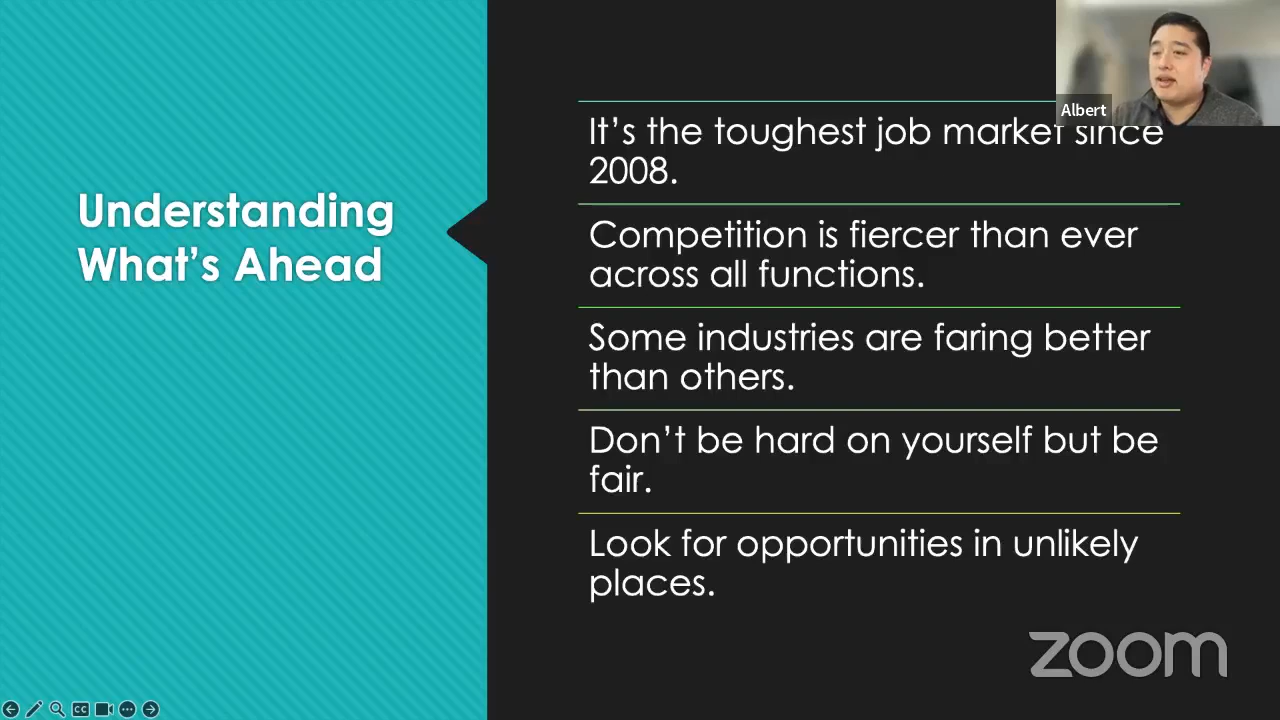 Albert
It’s the toughest job market since
2008.
Understanding
What’s Ahead
Competition is fiercer than ever
across all functions.
Some industries are faring better
than others.
Don’t be hard on yourself but be
fair.
Look for opportunities in unlikely
places.
zoom
CC